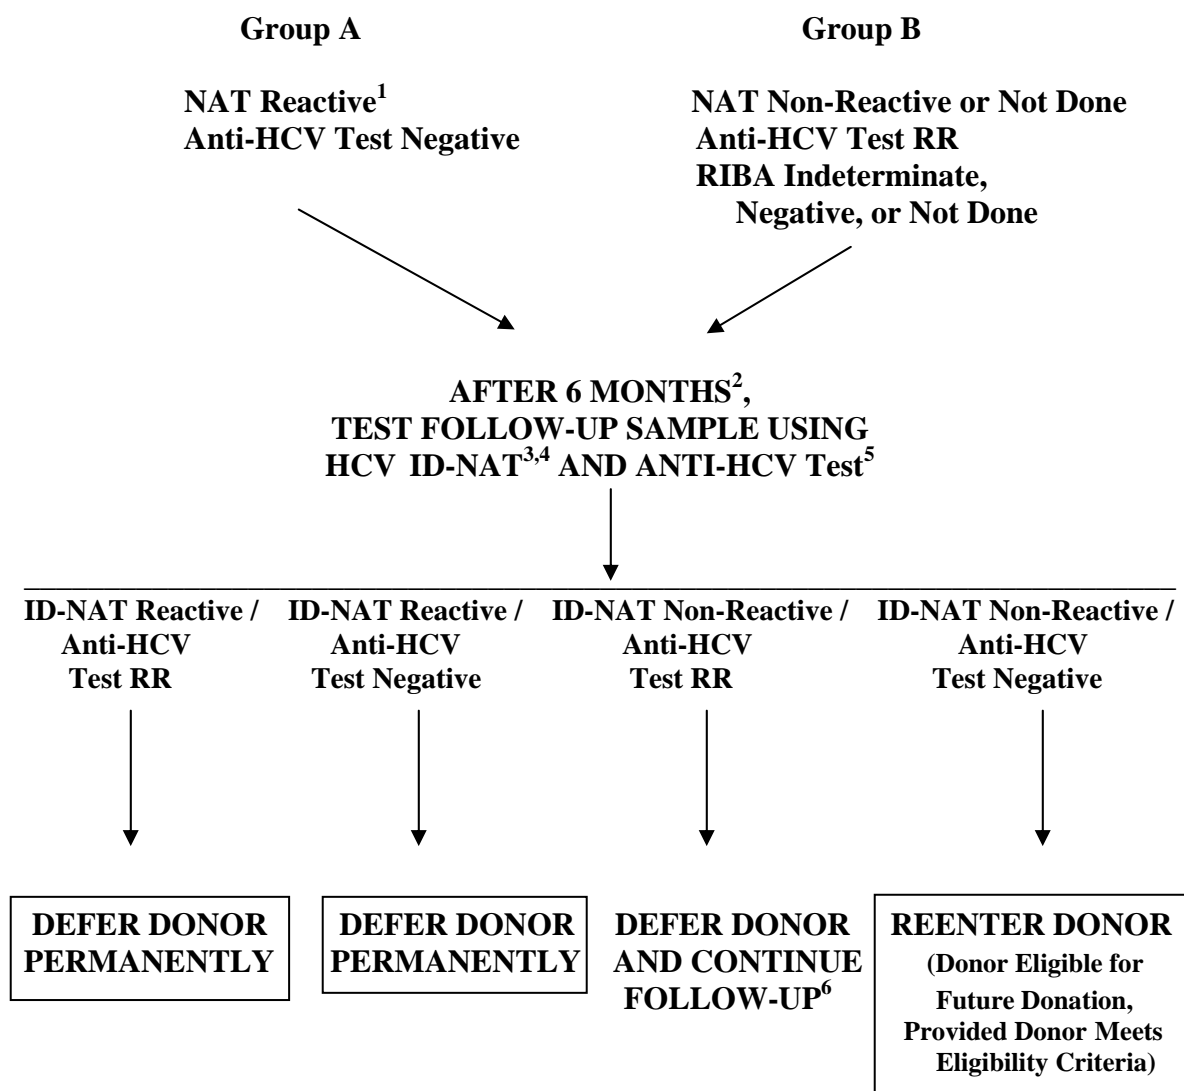 Group A
NAT Reactive1
Anti-HCV Test Negative
Group B
NAT Non-Reactive or Not Done
Anti-HCV Test RR
RIBA Indeterminate,
Negative, or Not Done
AFTER 6 MONTHS2,
TEST FOLLOW-UP SAMPLE USING
HCV ID-NAT3,4 AND ANTI-HCV Test5
ID-NAT Reactive /
Anti-HCV
Test RR
ID-NAT Reactive /
Anti-HCV
Test Negative
ID-NAT Non-Reactive /
Anti-HCV
Test RR
ID-NAT Non-Reactive /
Anti-HCV
Test Negative
DEFER DONOR
PERMANENTLY
DEFER DONOR
PERMANENTLY
DEFER DONOR
AND CONTINUE
FOLLOW-UP6
REENTER DONOR
(Donor Eligible for
Future Donation,
Provided Donor Meets
Eligibility Criteria)